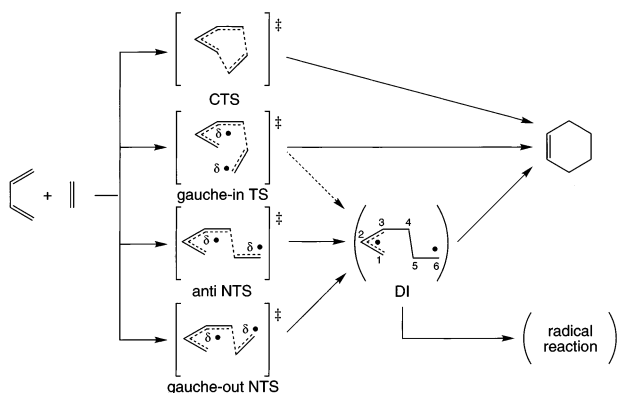 ‡
CTS
‡
δ •
δ •
gauche-in TS
+
‡
δ •
δ •
anti NTS
2
3
4
•
1
5
6
•
DI
‡
δ •
δ •
gauche-out NTS
radical
reaction